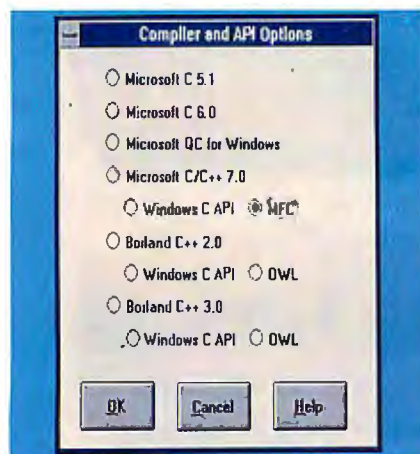 Compiler and API Options
Microsoft C 5.1
Microsoft C 6.0
Microsoft QC for Windows
Microsoft C/C++ 7.0
Windows C API MFC
Borland C++ 2.0
Windows C API OWL
Borland C++ 3.0
Windows C API OWL
OK Cancel Help